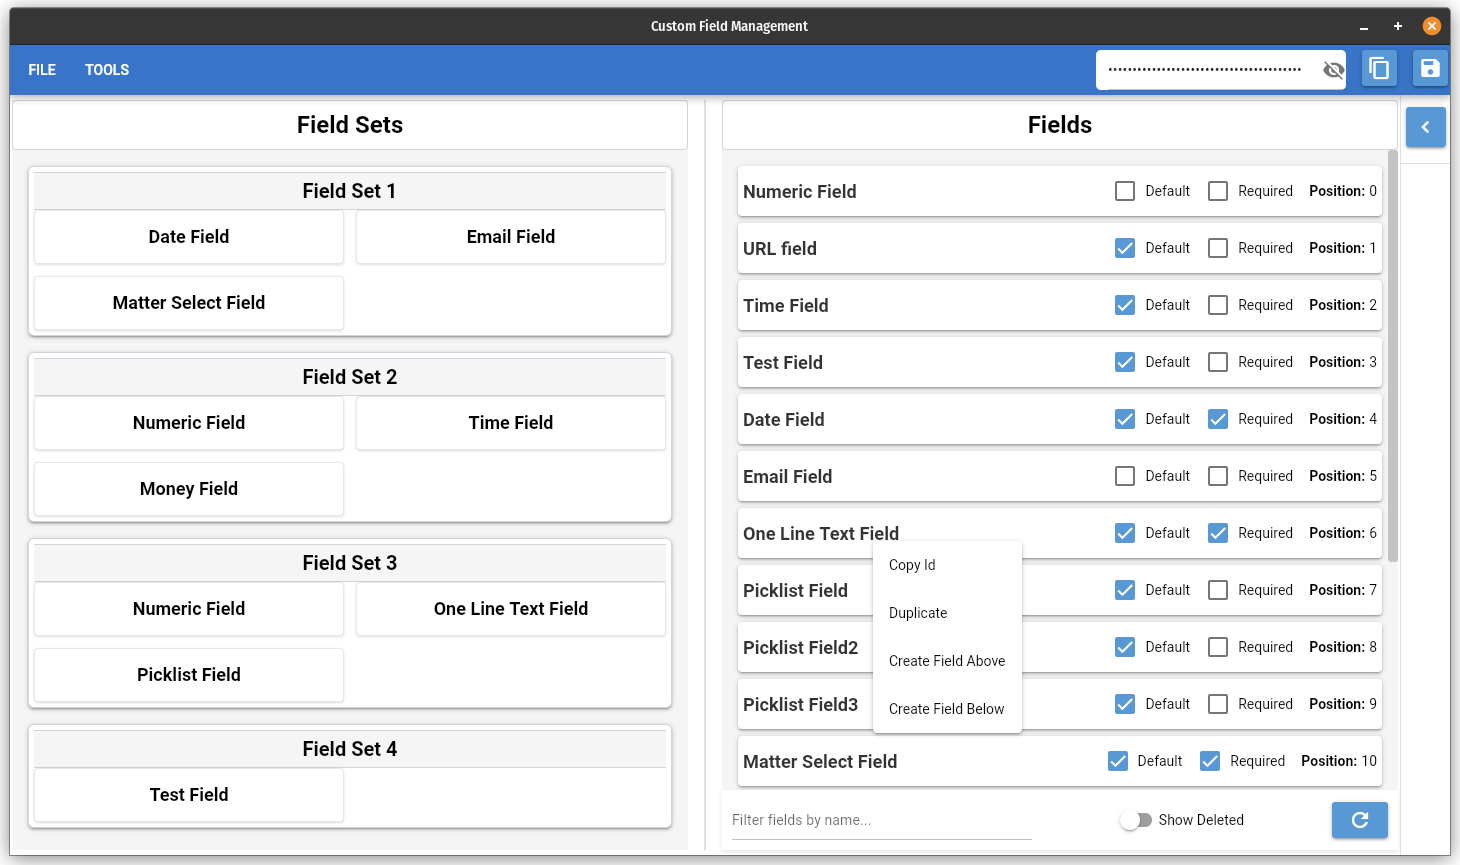 Custom Field Management
FILE TOOLS
Field Sets
Field Set 1
Date Field Email Field
Matter Select Field
Field Set 2
Numeric Field Time Field
Money Field
Field Set 3
Numeric Field One Line Text Field
Picklist Field
Field Set 4
Test Field
Fields
Numeric Field Default Required Position: 0
URL field Default Required Position: 1
Time Field Default Required Position: 2
Test Field Default Required Position: 3
Date Field Default Required Position: 4
Email Field Default Required Position: 5
One Line Text Field Default Required Position: 6
Picklist Field Default Required Position: 7
Picklist Field2 Default Required Position: 8
Picklist Field3 Default Required Position: 9
Matter Select Field Default Required Position: 10
Copy Id
Duplicate
Create Field Above
Create Field Below
Filter fields by name... Show Deleted